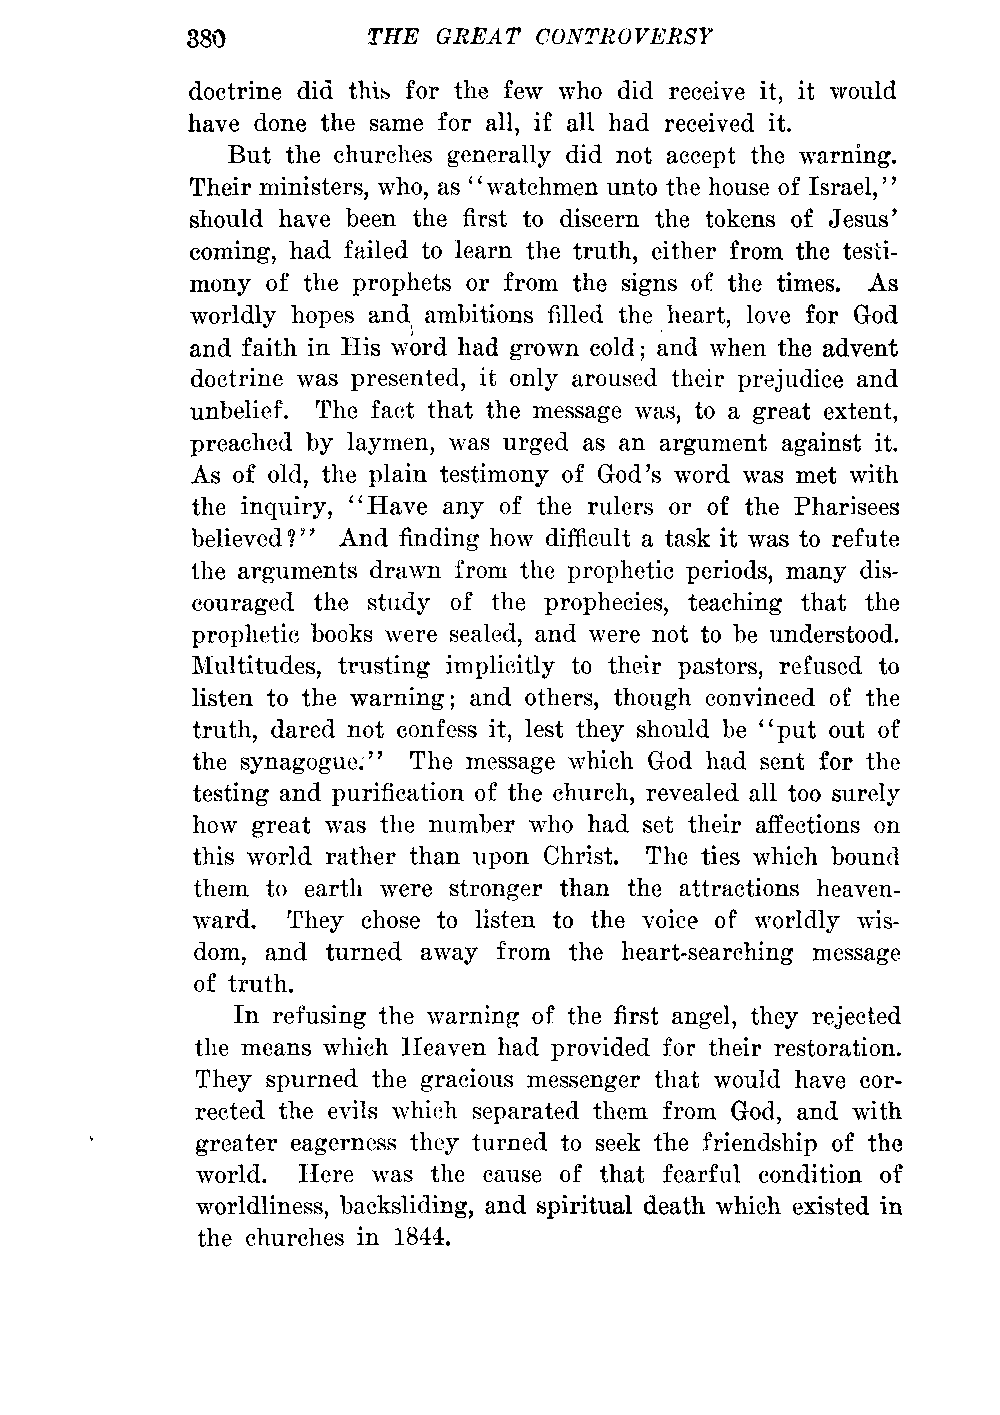 380 THE GREAT CONTROVERSY
doctrine did this for the few who did receive it, it would
have done the same for all, if all had received it.
But the churches generally did not accept the warning.
Their ministers, who, as "watchmen unto the house of Israel,"
should have been the first to discern the tokens of Jesus'
coming, had failed to learn the truth, either from the testi-
mony of the prophets or from the signs of the times. As
worldly hopes and ambitions filled the heart, love for God
and faith in His word had grown cold; and when the advent
doctrine was presented, it only aroused their prejudice and
unbelief. The fact that the message was, to a great extent,
preached by laymen, was urged as an argument against it.
As of old, the plain testimony of God's word was met with
the inquiry, "Have any of the rulers or of the Pharisees
believed?" And finding how difficult a task it was to refute
the arguments drawn from the prophetic periods, many dis-
couraged the study of the prophecies, teaching that the
prophetic books were sealed, and were not to be understood.
Multitudes, trusting implicitly to their pastors, refused to
listen to the warning; and others, though convinced of the
truth, dared not confess it, lest they should be "put out of
the synagogue." The message which God had sent for the
testing and purification of the church, revealed all too surely
how great was the number who had set their affections on
this world rather than upon Christ. The ties which bound
them to earth were stronger than the attractions heaven-
ward. They chose to listen to the voice of worldly wis-
dom, and turned away from the heart-searching message
of truth.
In refusing the warning of the first angel, they rejected
the means which Heaven had provided for their restoration.
They spurned the gracious messenger that would have cor-
rected the evils which separated them from God, and with
greater eagerness they turned to seek the friendship of the
world. Here was the cause of that fearful condition of
worldliness, backsliding, and spiritual death which existed in
the churches in 1844.